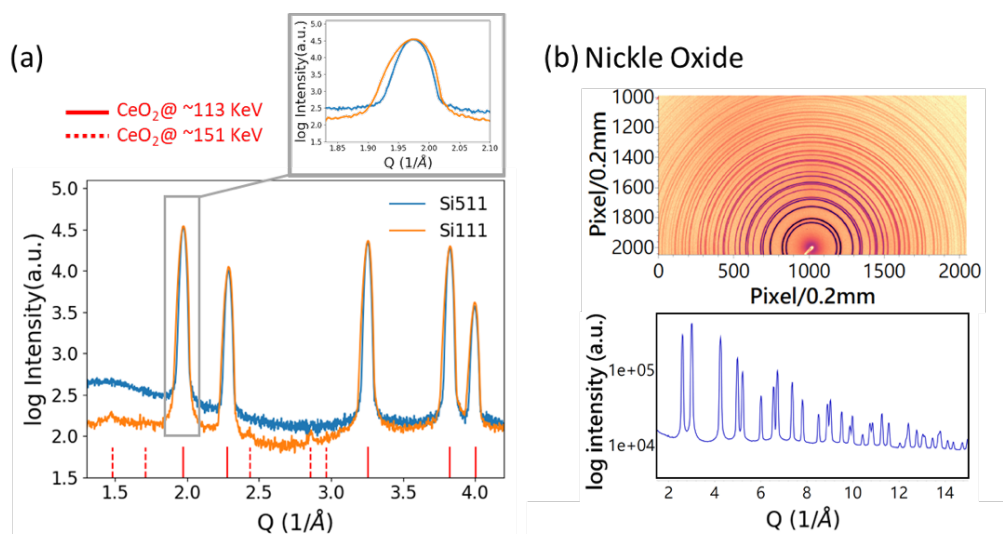 (a)
CeO2@ ~113 KeV
CeO2@ ~151 KeV
log Intensity(a.u.)
5.0
4.5
4.0
3.5
3.0
2.5
2.0
1.5
1.85 1.90 1.95 2.00 2.05 2.10
Q (1/Å)
log Intensity(a.u.)
5.0
4.5
4.0
3.5
3.0
2.5
2.0
1.5
Si511
Si111
1.5 2.0 2.5 3.0 3.5 4.0
Q (1/Å)
(b) Nickle Oxide
Pixel/0.2mm
1000
1200
1400
1600
1800
2000
0 500 1000 1500 2000
Pixel/0.2mm
log intensity (a.u.)
1e+05
1e+04
2 4 6 8 10 12 14
Q (1/Å)